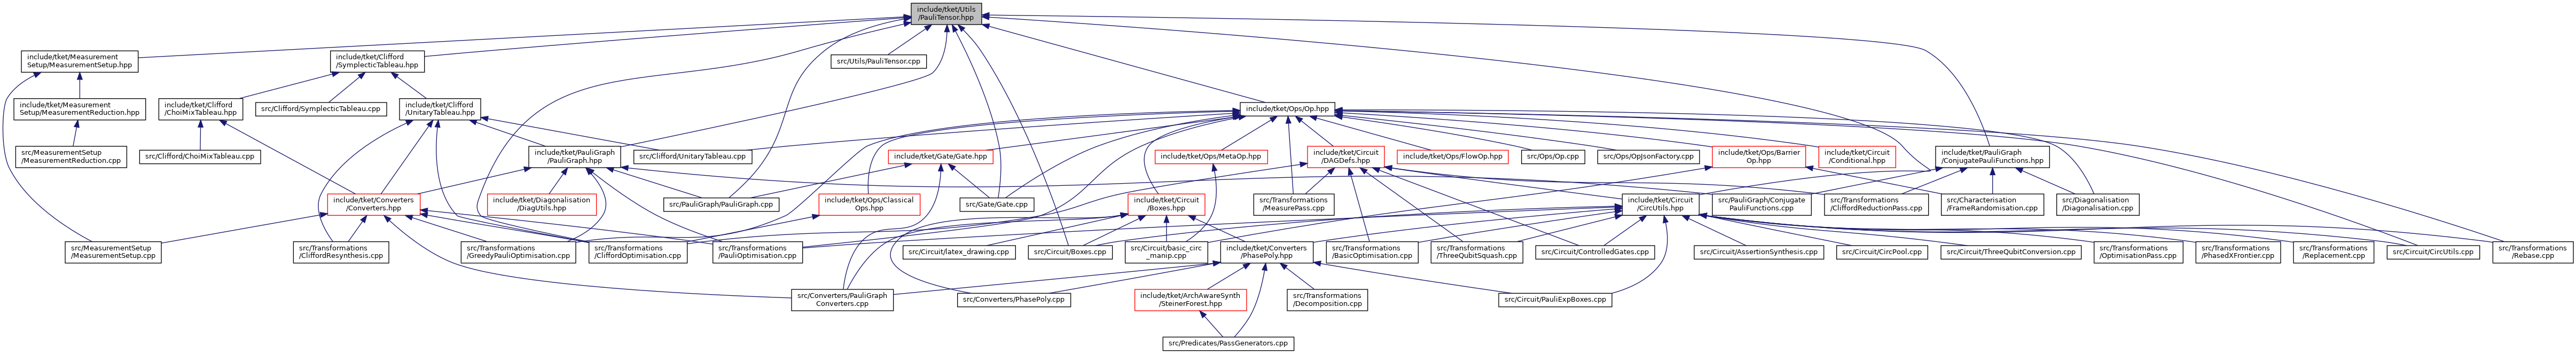 include/tket/Utils
/PauliTensor.hpp
include/tket/Measurement
Setup/MeasurementSetup.hpp
include/tket/Clifford
/SymplecticTableau.hpp
src/Utils/PauliTensor.cpp
include/tket/Measurement
Setup/MeasurementReduction.hpp
include/tket/Clifford
/ChoiMixTableau.hpp
src/Clifford/SymplecticTableau.cpp
include/tket/Clifford
/UnitaryTableau.hpp
include/tket/Ops/Op.hpp
src/MeasurementSetup
/MeasurementReduction.cpp
src/Clifford/ChoiMixTableau.cpp
include/tket/PauliGraph
/PauliGraph.hpp
src/Clifford/UnitaryTableau.cpp
include/tket/Gate/Gate.hpp
include/tket/Ops/MetaOp.hpp
include/tket/Circuit
/DAGDefs.hpp
include/tket/Ops/FlowOp.hpp
src/Ops/Op.cpp
src/Ops/OpJsonFactory.cpp
include/tket/Ops/Barrier
Op.hpp
include/tket/Circuit
/Conditional.hpp
include/tket/PauliGraph
/ConjugatePauliFunctions.hpp
include/tket/Converters
/Converters.hpp
include/tket/Diagonalisation
/DiagUtils.hpp
src/PauliGraph/PauliGraph.cpp
include/tket/Ops/Classical
Ops.hpp
src/Gate/Gate.cpp
include/tket/Circuit
/Boxes.hpp
src/Transformations
/MeasurePass.cpp
include/tket/Circuit
/CircUtils.hpp
src/PauliGraph/Conjugate
PauliFunctions.cpp
src/Transformations
/CliffordReductionPass.cpp
src/Characterisation
/FrameRandomisation.cpp
src/Diagonalisation
/Diagonalisation.cpp
src/MeasurementSetup
/MeasurementSetup.cpp
src/Transformations
/CliffordResynthesis.cpp
src/Transformations
/GreedyPauliOptimisation.cpp
src/Transformations
/CliffordOptimisation.cpp
src/Transformations
/PauliOptimisation.cpp
src/Circuit/latex_drawing.cpp
src/Circuit/Boxes.cpp
src/Circuit/basic_circ
_manip.cpp
include/tket/Converters
/PhasePoly.hpp
src/Transformations
/BasicOptimisation.cpp
src/Transformations
/ThreeQubitSquash.cpp
src/Circuit/ControlledGates.cpp
src/Circuit/AssertionSynthesis.cpp
src/Circuit/CircPool.cpp
src/Circuit/ThreeQubitConversion.cpp
src/Transformations
/OptimisationPass.cpp
src/Transformations
/PhasedXFrontier.cpp
src/Transformations
/Replacement.cpp
src/Circuit/CircUtils.cpp
src/Transformations
/Rebase.cpp
src/Converters/PauliGraph
Converters.cpp
src/Converters/PhasePoly.cpp
include/tket/ArchAwareSynth
/SteinerForest.hpp
src/Transformations
/Decomposition.cpp
src/Circuit/PauliExpBoxes.cpp
src/Predicates/PassGenerators.cpp